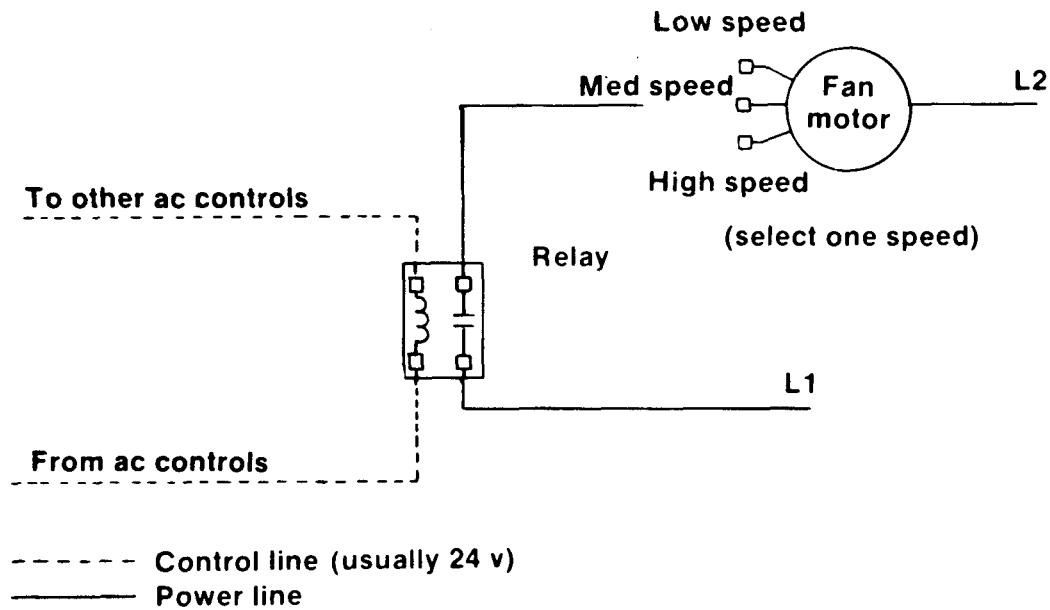 Low speed
Med speed
Fan
motor
L2
High speed
(select one speed)
To other ac controls
Relay
L1
From ac controls
Control line (usually 24 v)
Power line